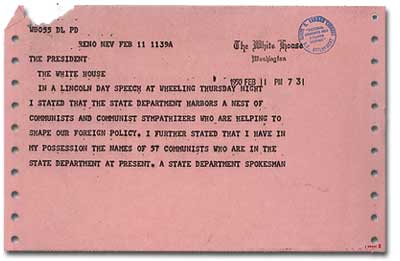 WB055 DL PD
RENO NEV FEB 11 1139A
The White House
Washington
THE PRESIDENT
THE WHITE HOUSE
1950 FEB 11 PM 7 31
IN A LINCOLN DAY SPEECH AT WHEELING THURSDAY NIGHT
I STATED THAT THE STATE DEPARTMENT HARBORS A NEST OF
COMMUNISTS AND COMMUNIST SYMPATHIZERS WHO ARE HELPING TO
SHAPE OUR FOREIGN POLICY. I FURTHER STATED THAT I HAVE IN
MY POSSESSION THE NAMES OF 57 COMMUNISTS WHO ARE IN THE
STATE DEPARTMENT AT PRESENT. A STATE DEPARTMENT SPOKESMAN